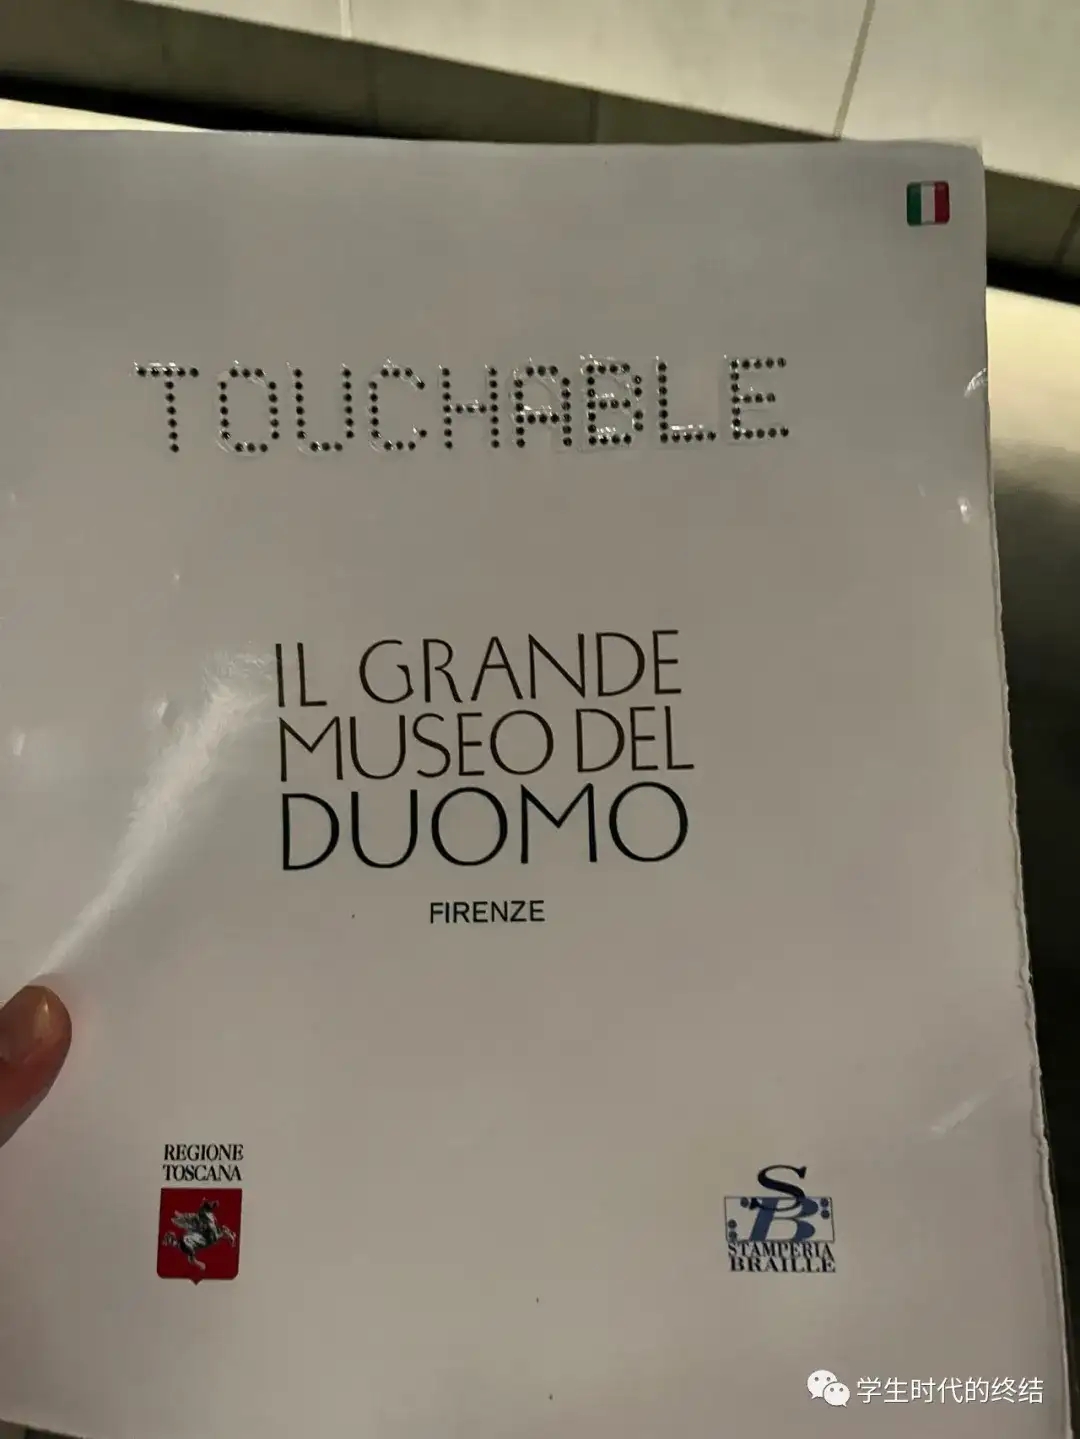 TOUCHABLE
IL GRANDE
MUSEO DEL
DUOMO
FIRENZE
REGIONE
TOSCANA
SB
STAMPERIA
BRAILLE
学生时代的终结